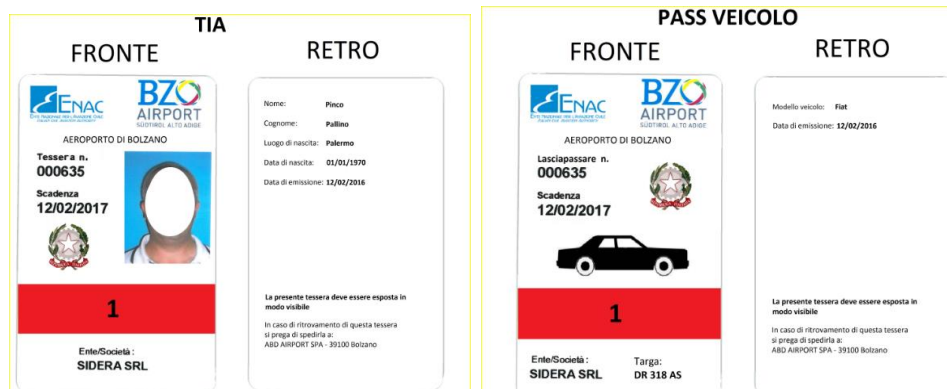 TIA
FRONTE
RETRO
ENAC
BZO
AIRPORT
SÜDTIROL ALTO ADIGE
AEROPORTO DI BOLZANO
Tessera n.
000635
Scadenza
12/02/2017
1
Ente/Società :
SIDERA SRL
Nome: Pinco
Cognome: Pallino
Luogo di nascita: Palermo
Data di nascita: 01/01/1970
Data di emissione: 12/02/2016
La presente tessera deve essere esposta in
modo visibile
In caso di ritrovamento di questa tessera
si prega di spedirla a:
ABD AIRPORT SPA - 39100 Bolzano
PASS VEICOLO
FRONTE
RETRO
ENAC
BZO
AIRPORT
SÜDTIROL ALTO ADIGE
AEROPORTO DI BOLZANO
Lasciapassare n.
000635
Scadenza
12/02/2017
1
Ente/Società : Targa:
SIDERA SRL DR 318 AS
Modello veicolo: Fiat
Data di emissione: 12/02/2016
La presente tessera deve essere esposta in
modo visibile
In caso di ritrovamento di questa tessera
si prega di spedirla a:
ABD AIRPORT SPA - 39100 Bolzano